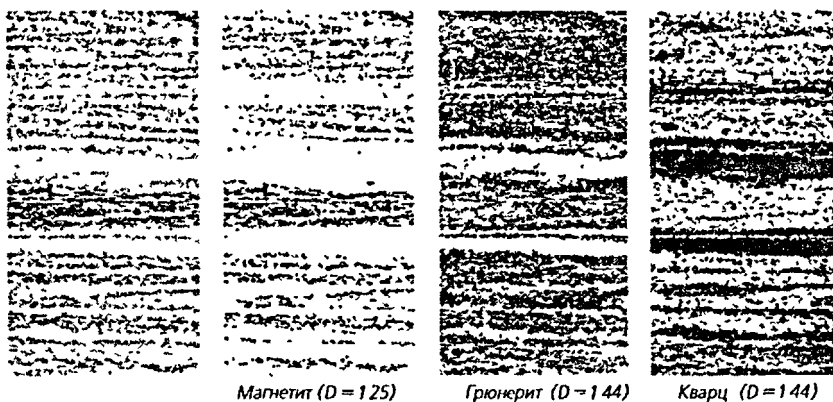 Магнетит (D = 1 25) Грюнерит (D = 1 44) Кварц (D = 1 44)